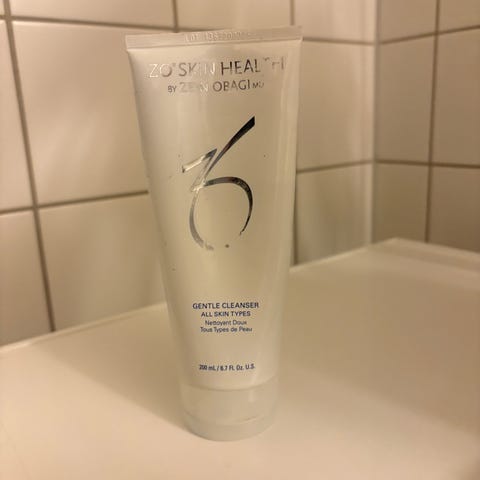 ZO® SKIN HEALTH
BY ZEIN OBAGI MD
GENTLE CLEANSER
ALL SKIN TYPES
Nettoyant Doux
Tous Types de Peau
200 ml / 6.7 Fl. Oz. U.S.